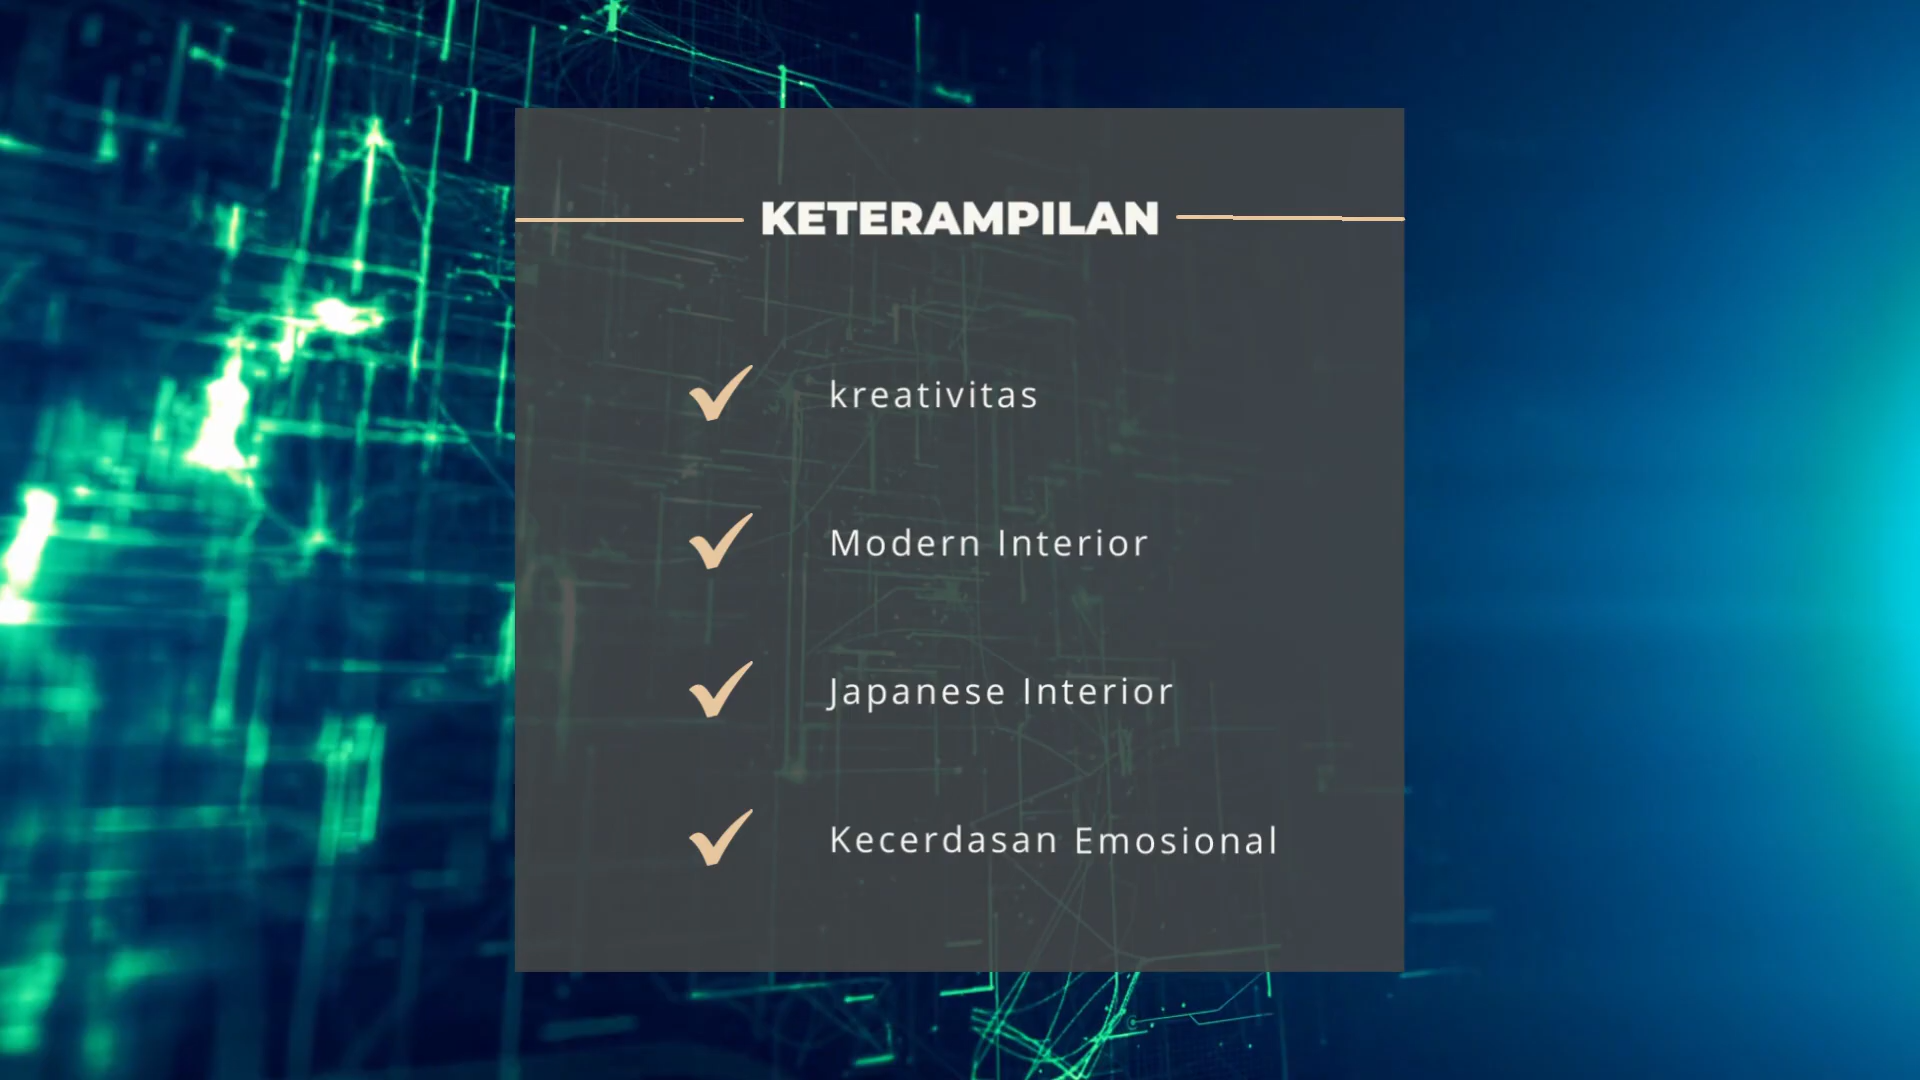 KETERAMPILAN
kreativitas
Modern Interior
Japanese Interior
Kecerdasan Emosional